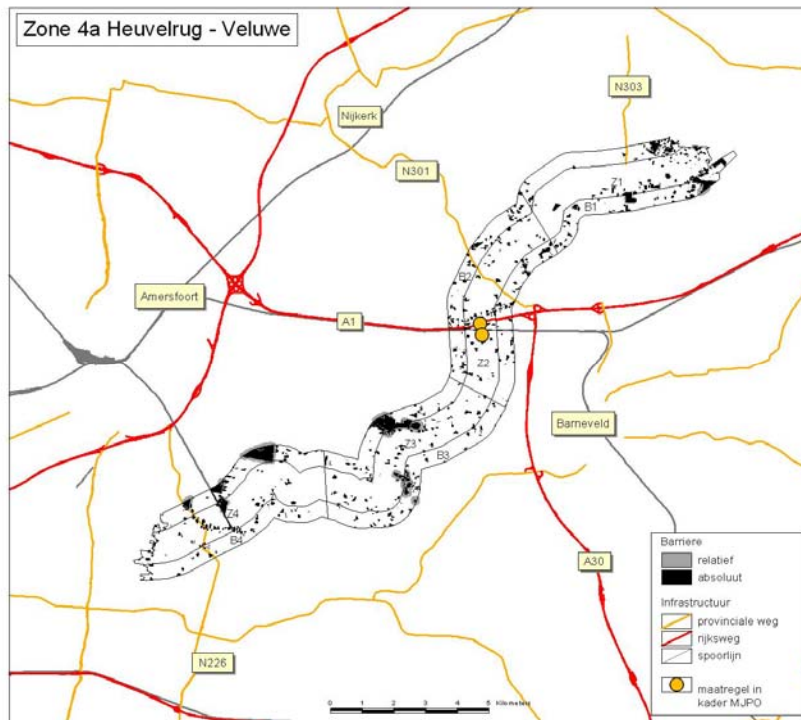 Zone 4a Heuvelrug - Veluwe
N303
Nijkerk
N301
Z1
B1
B2
Amersfoort
A1
Z2
Barneveld
Z3
B3
Z4
B4
A30
N226
Barriere
relatief
absoluut
Infrastructuur
provinciale weg
rijksweg
spoorlijn
maatregel in
kader MJPO
0 1 2 3 4 5 Kilometers